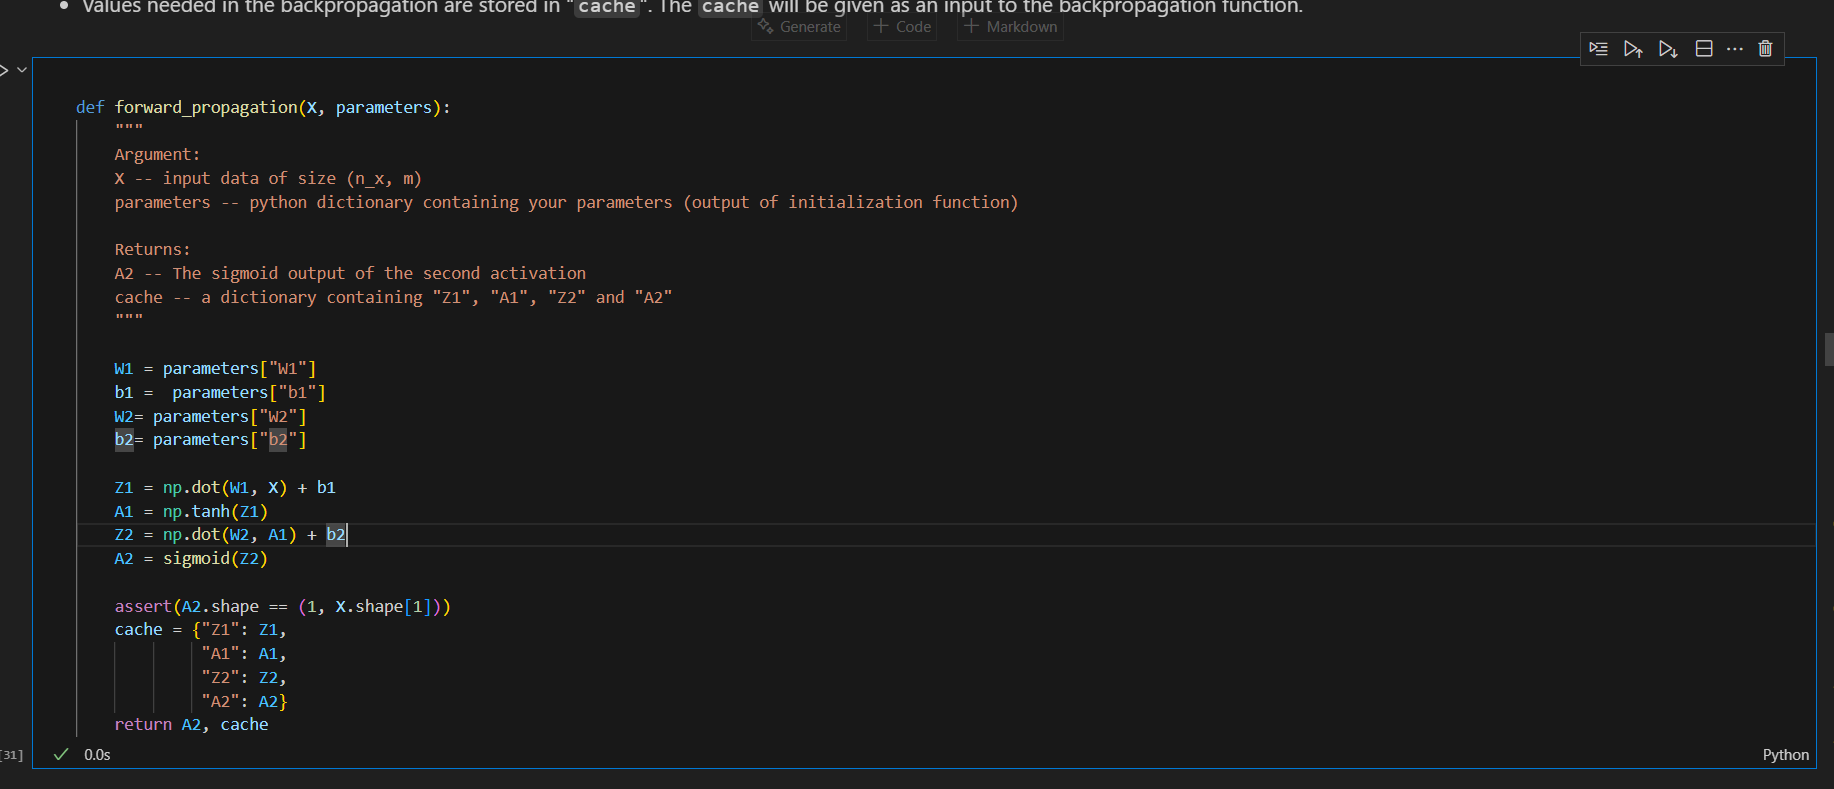 Values needed in the backpropagation are stored in "cache". The cache will be given as an input to the backpropagation function.
Generate + Code + Markdown
def forward_propagation(X, parameters):
    """
    Argument:
    X -- input data of size (n_x, m)
    parameters -- python dictionary containing your parameters (output of initialization function)

    Returns:
    A2 -- The sigmoid output of the second activation
    cache -- a dictionary containing "Z1", "A1", "Z2" and "A2"
    """

    W1 = parameters["W1"]
    b1 =  parameters["b1"]
    W2= parameters["W2"]
    b2= parameters["b2"]

    Z1 = np.dot(W1, X) + b1
    A1 = np.tanh(Z1)
    Z2 = np.dot(W2, A1) + b2
    A2 = sigmoid(Z2)

    assert(A2.shape == (1, X.shape[1]))
    cache = {"Z1": Z1,
             "A1": A1,
             "Z2": Z2,
             "A2": A2}
    return A2, cache
[31] 0.0s Python